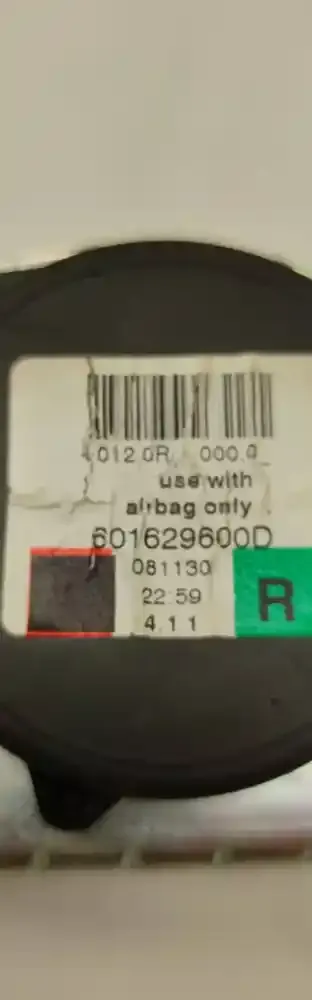 012.0R 000.0
use with
airbag only
601629600D
081130
22:59
4.1 1
R